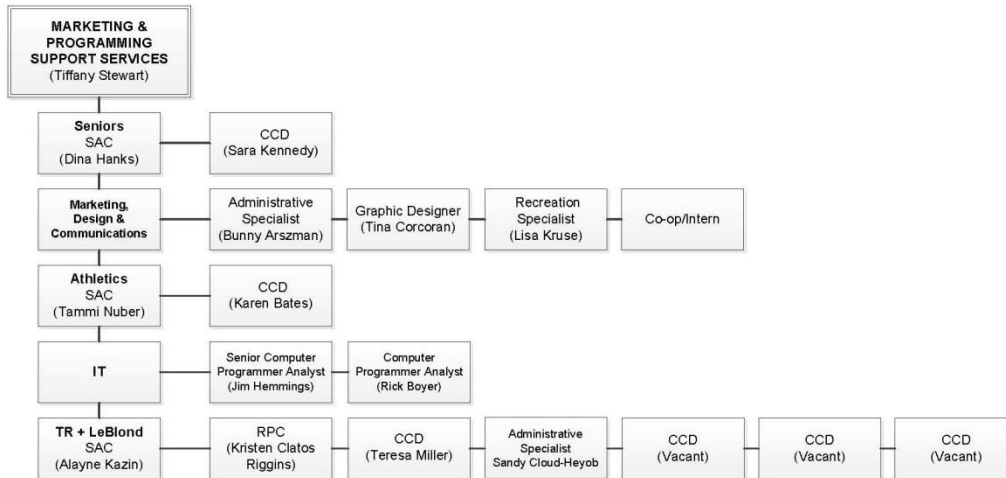 MARKETING &
PROGRAMMING
SUPPORT SERVICES
(Tiffany Stewart)
Seniors
SAC
(Dina Hanks)
CCD
(Sara Kennedy)
Marketing,
Design &
Communications
Administrative
Specialist
(Bunny Arszman)
Graphic Designer
(Tina Corcoran)
Recreation
Specialist
(Lisa Kruse)
Co-op/Intern
Athletics
SAC
(Tammi Nuber)
CCD
(Karen Bates)
IT
Senior Computer
Programmer Analyst
(Jim Hemmings)
Computer
Programmer Analyst
(Rick Boyer)
TR + LeBlond
SAC
(Alayne Kazin)
RPC
(Kristen Clatos
Riggins)
CCD
(Teresa Miller)
Administrative
Specialist
Sandy Cloud-Heyob
CCD
(Vacant)
CCD
(Vacant)
CCD
(Vacant)